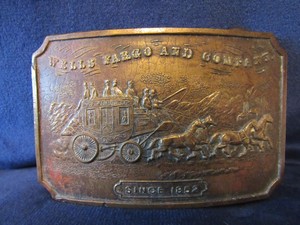 WELLS FARGO AND COMPANY
SINCE 1852